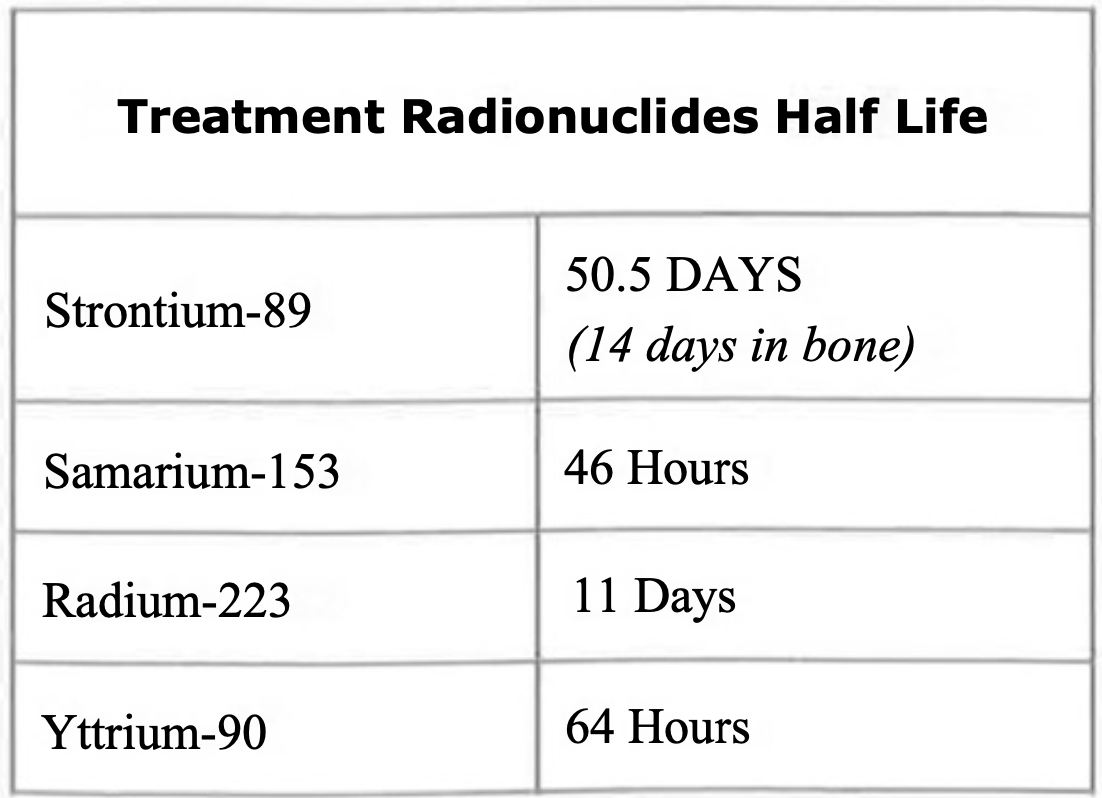 Treatment Radionuclides Half Life
Strontium-89
50.5 DAYS
(14 days in bone)
Samarium-153
46 Hours
Radium-223
11 Days
Yttrium-90
64 Hours